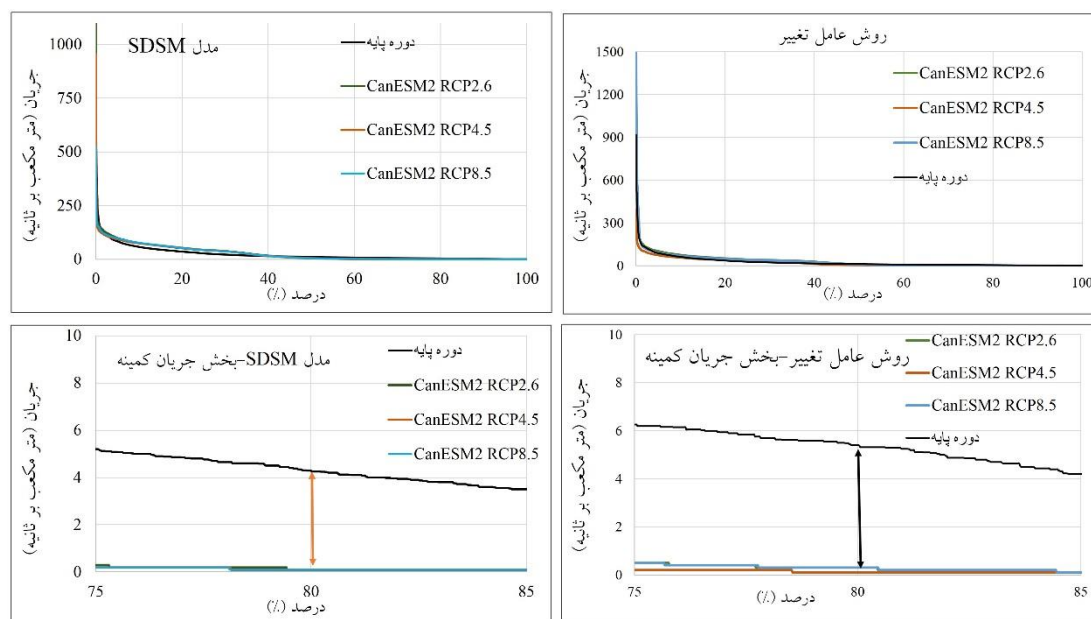 مدل SDSM
1000
750
500
250
0
جریان (متر مکعب بر ثانیه)
دوره پایه
CanESM2 RCP2.6
CanESM2 RCP4.5
CanESM2 RCP8.5
0 20 40 60 80 100
درصد (٪)
روش عامل تغییر
1500
1200
900
600
300
0
جریان (متر مکعب بر ثانیه)
CanESM2 RCP2.6
CanESM2 RCP4.5
CanESM2 RCP8.5
دوره پایه
0 20 40 60 80 100
درصد (٪)
مدل SDSM-بخش جریان کمینه
10
8
6
4
2
0
جریان (متر مکعب بر ثانیه)
دوره پایه
CanESM2 RCP2.6
CanESM2 RCP4.5
CanESM2 RCP8.5
75 80 85
درصد (٪)
روش عامل تغییر-بخش جریان کمینه
10
8
6
4
2
0
جریان (متر مکعب بر ثانیه)
CanESM2 RCP2.6
CanESM2 RCP4.5
CanESM2 RCP8.5
دوره پایه
75 80 85
درصد (٪)